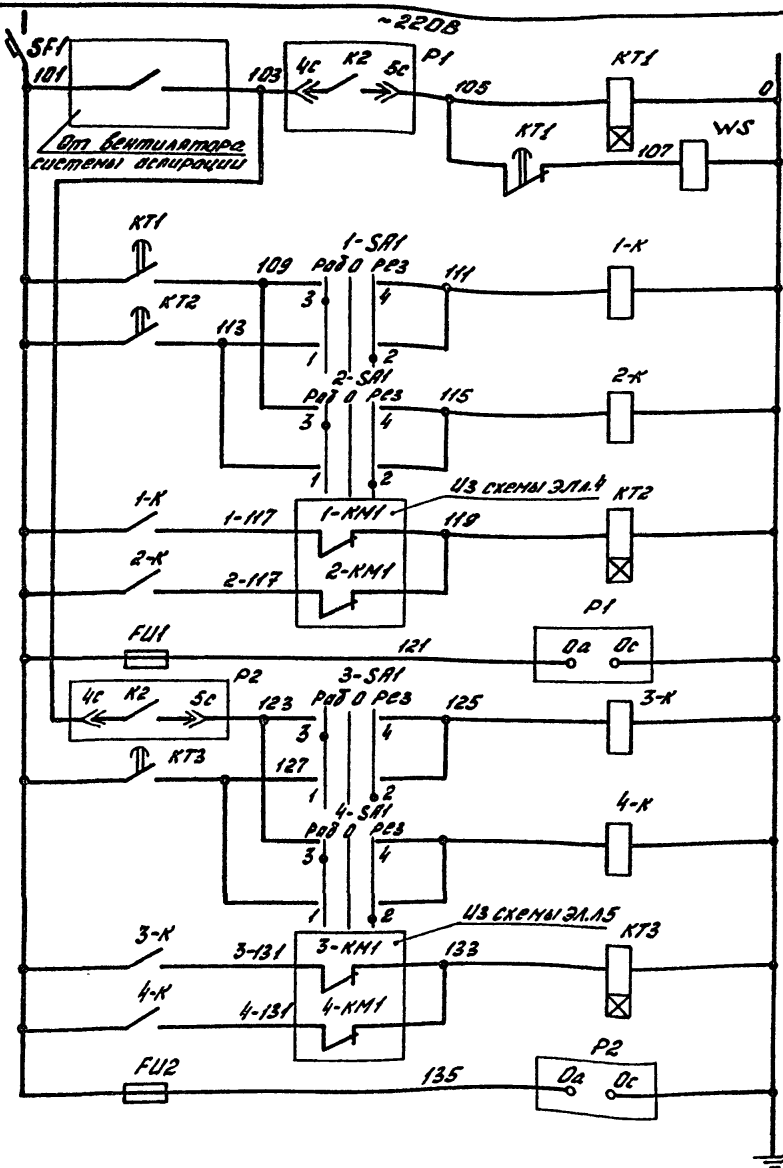 ~220В
SF1
101
103
4с К2 5с
Р1
105
КТ1
0
От вентилятора
системы аспирации
КТ1
107
WS
КТ1
109
1-SA1
Раб 0 Рез
3
4
111
1-К
КТ2
113
1
2
2-SA1
Раб 0 Рез
3
4
115
2-К
1
2
Из схемы ЭЛ л.4
1-К
1-117
1-КМ1
119
КТ2
2-К
2-117
2-КМ1
FU1
121
Р1
0а 0с
4с К2 5с
Р2
123
3-SA1
Раб 0 Рез
3
4
125
3-К
КТ3
127
1
2
4-SA1
Раб 0 Рез
3
4
4-К
1
2
Из схемы ЭЛ.л.5
3-К
3-131
3-КМ1
133
КТ3
4-К
4-131
4-КМ1
FU2
135
Р2
0а 0с